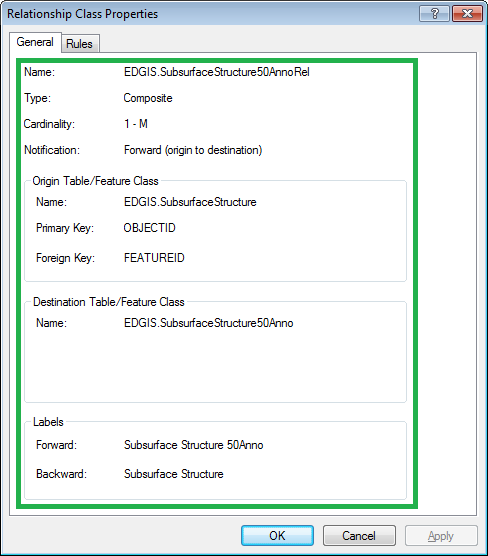 Relationship Class Properties
General Rules
Name: EDGIS.SubsurfaceStructure50AnnoRel
Type: Composite
Cardinality: 1 - M
Notification: Forward (origin to destination)
Origin Table/Feature Class
Name: EDGIS.SubsurfaceStructure
Primary Key: OBJECTID
Foreign Key: FEATUREID
Destination Table/Feature Class
Name: EDGIS.SubsurfaceStructure50Anno
Labels
Forward: Subsurface Structure 50Anno
Backward: Subsurface Structure
OK Cancel Apply